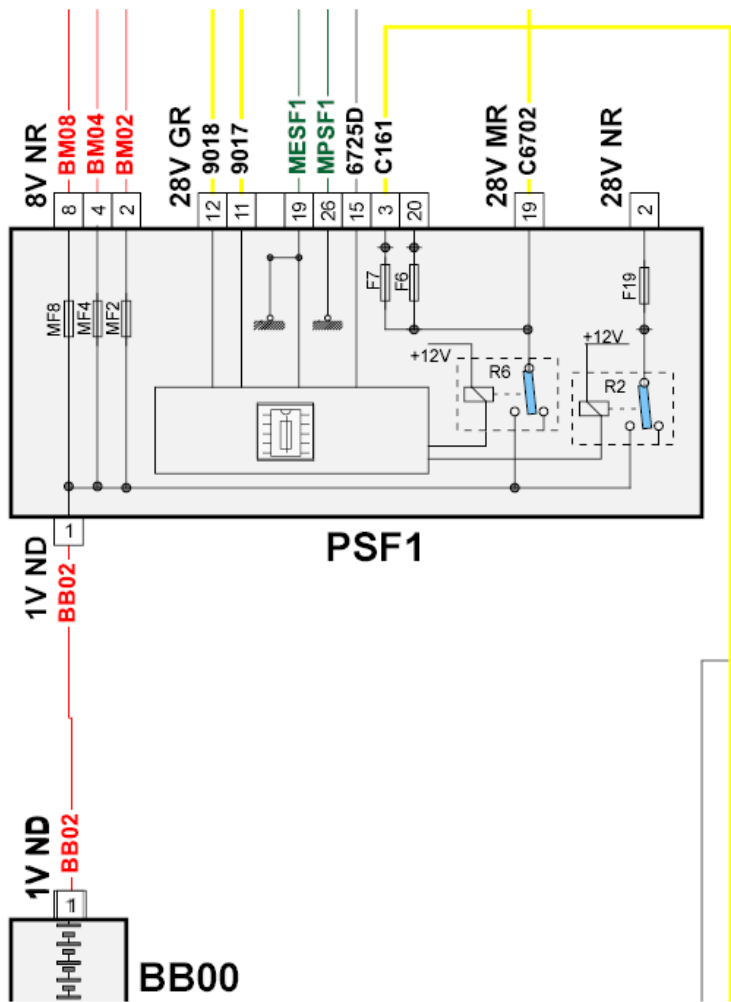 8V NR
BM08
BM04
BM02
28V GR
9018
9017
MESF1
MPSF1
6725D
C161
28V MR
C6702
28V NR
8
4
2
12
11
19
26
15
3
20
19
2
MF8
MF4
MF2
F7
F6
F19
+12V
R6
+12V
R2
1
PSF1
1V ND
BB02
1V ND
BB02
1
BB00